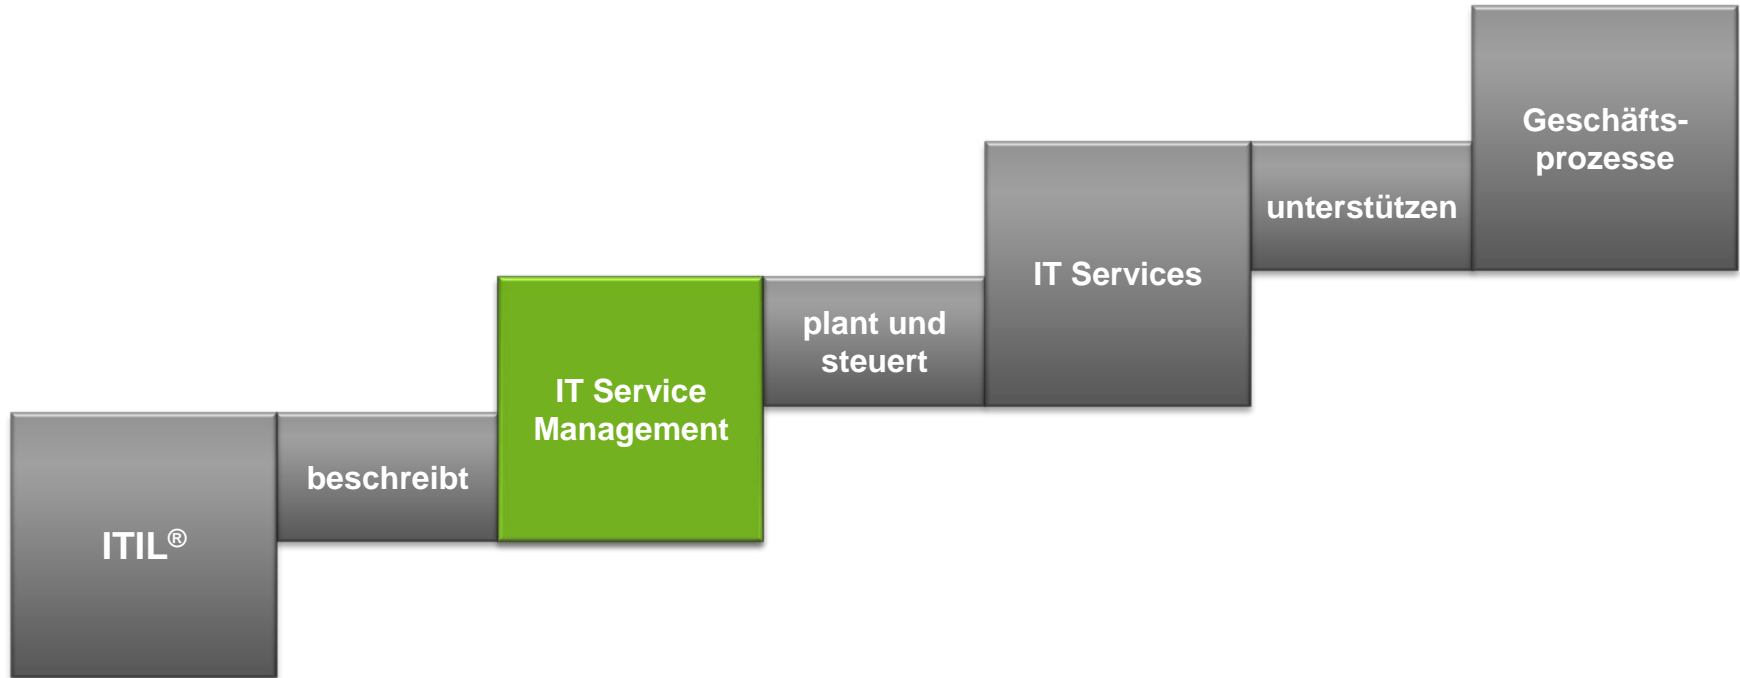 ITIL®
beschreibt
IT Service
Management
plant und
steuert
IT Services
unterstützen
Geschäfts-
prozesse